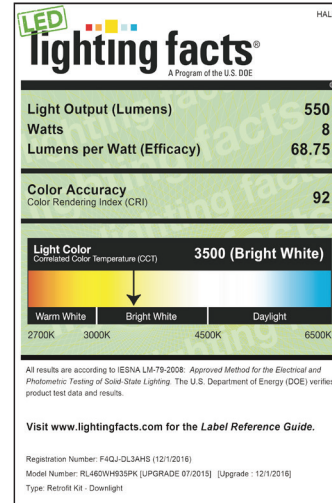 LED
HAL
lighting facts®
A Program of the U.S. DOE
Light Output (Lumens) 550
Watts 8
Lumens per Watt (Efficacy) 68.75
Color Accuracy
Color Rendering Index (CRI) 92
Light Color
Correlated Color Temperature (CCT) 3500 (Bright White)
Warm White Bright White Daylight
2700K 3000K 4500K 6500K
All results are according to IESNA LM-79-2008: Approved Method for the Electrical and
Photometric Testing of Solid-State Lighting. The U.S. Department of Energy (DOE) verifies
product test data and results.
Visit www.lightingfacts.com for the Label Reference Guide.
Registration Number: F4QJ-DL3AHS (12/1/2016)
Model Number: RL460WH935PK [UPGRADE 07/2015] [Upgrade : 12/1/2016]
Type: Retrofit Kit - Downlight